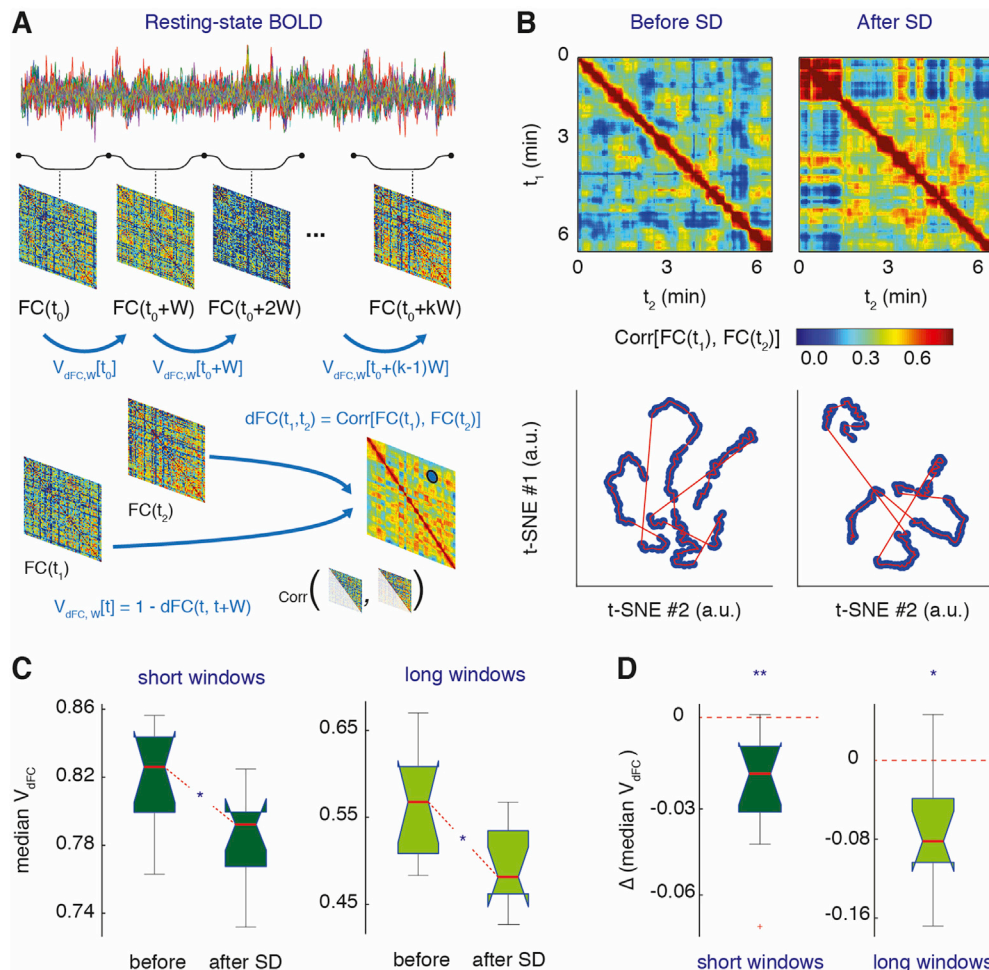 A
Resting-state BOLD
...
FC(t0)
FC(t0+W)
FC(t0+2W)
FC(t0+kW)
VdFC,W[t0]
VdFC,W[t0+W]
VdFC,W[t0+(k-1)W]
dFC(t1,t2) = Corr[FC(t1), FC(t2)]
FC(t2)
FC(t1)
Corr( , )
VdFC, W[t] = 1 - dFC(t, t+W)
B
Before SD
After SD
0
3
6
t1 (min)
0
3
6
0
3
6
t2 (min)
t2 (min)
Corr[FC(t1), FC(t2)]
0.0
0.3
0.6
t-SNE #1 (a.u.)
t-SNE #2 (a.u.)
t-SNE #2 (a.u.)
C
short windows
long windows
median VdFC
0.86
0.82
0.78
0.74
*
before
after SD
0.65
0.55
0.45
*
before
after SD
D
**
*
Δ (median VdFC)
0
-0.03
-0.06
+
short windows
0
-0.08
-0.16
long windows